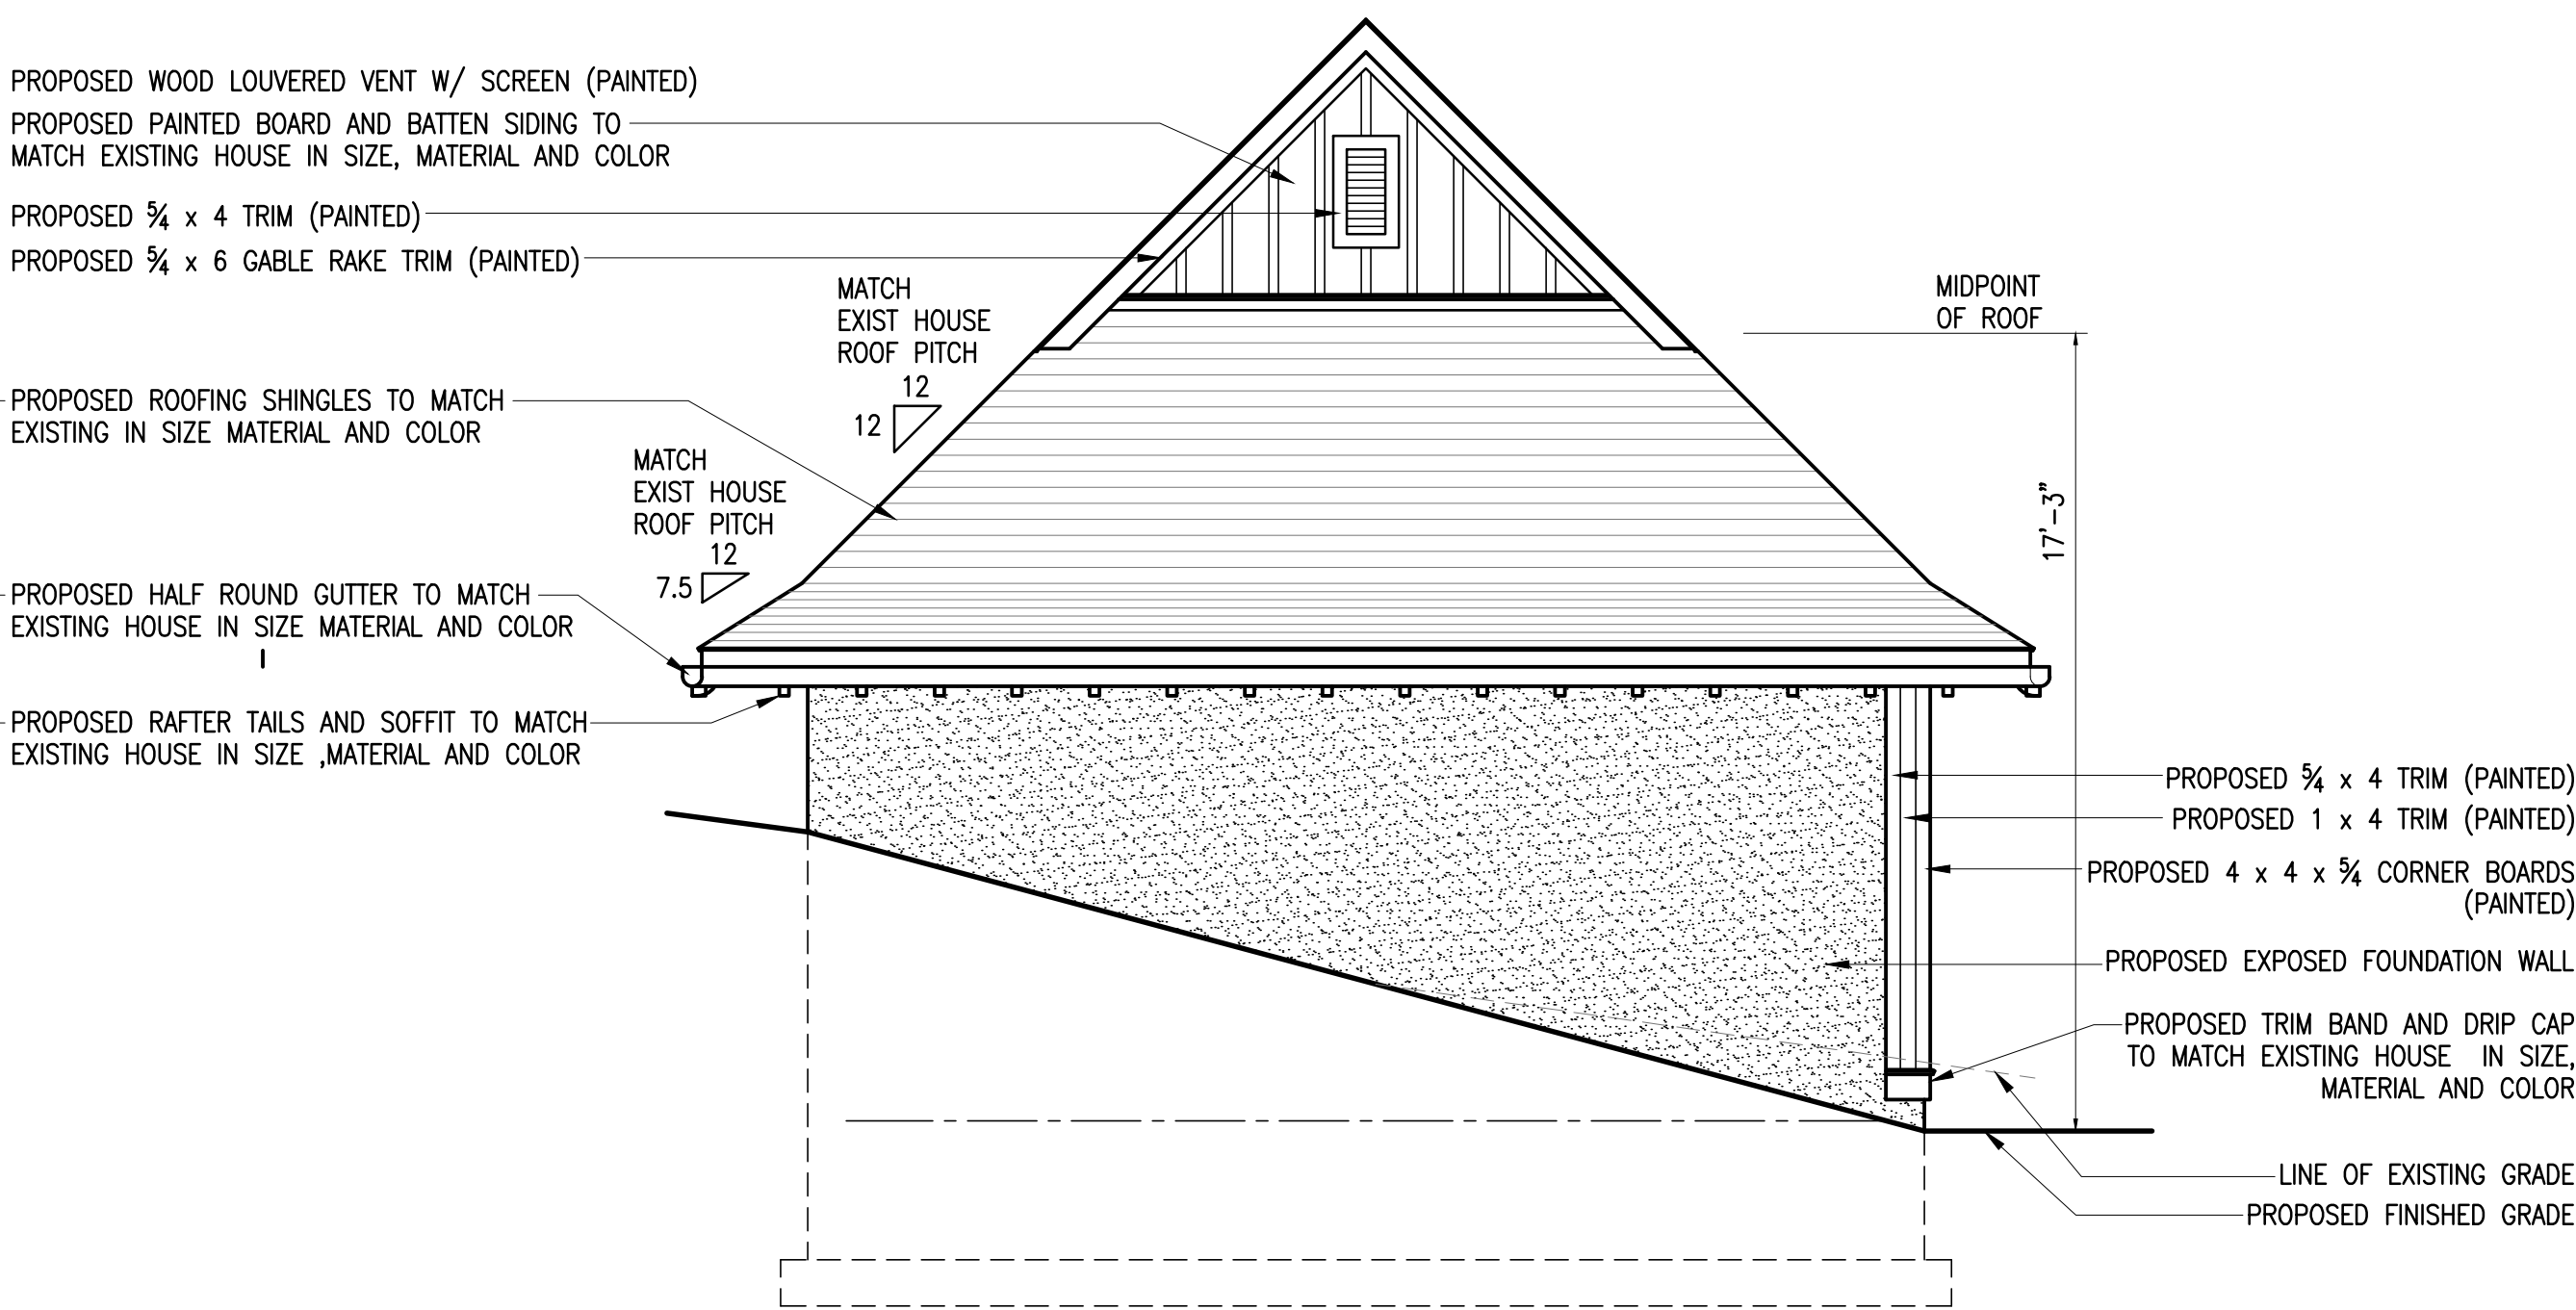 PROPOSED WOOD LOUVERED VENT W/ SCREEN (PAINTED)
PROPOSED PAINTED BOARD AND BATTEN SIDING TO
MATCH EXISTING HOUSE IN SIZE, MATERIAL AND COLOR
PROPOSED 5/4 x 4 TRIM (PAINTED)
PROPOSED 5/4 x 6 GABLE RAKE TRIM (PAINTED)
MATCH
EXIST HOUSE
ROOF PITCH
12
12
MIDPOINT
OF ROOF
PROPOSED ROOFING SHINGLES TO MATCH
EXISTING IN SIZE MATERIAL AND COLOR
MATCH
EXIST HOUSE
ROOF PITCH
12
7.5
17'-3"
PROPOSED HALF ROUND GUTTER TO MATCH
EXISTING HOUSE IN SIZE MATERIAL AND COLOR
PROPOSED RAFTER TAILS AND SOFFIT TO MATCH
EXISTING HOUSE IN SIZE ,MATERIAL AND COLOR
PROPOSED 5/4 x 4 TRIM (PAINTED)
PROPOSED 1 x 4 TRIM (PAINTED)
PROPOSED 4 x 4 x 5/4 CORNER BOARDS
(PAINTED)
PROPOSED EXPOSED FOUNDATION WALL
PROPOSED TRIM BAND AND DRIP CAP
TO MATCH EXISTING HOUSE IN SIZE,
MATERIAL AND COLOR
LINE OF EXISTING GRADE
PROPOSED FINISHED GRADE